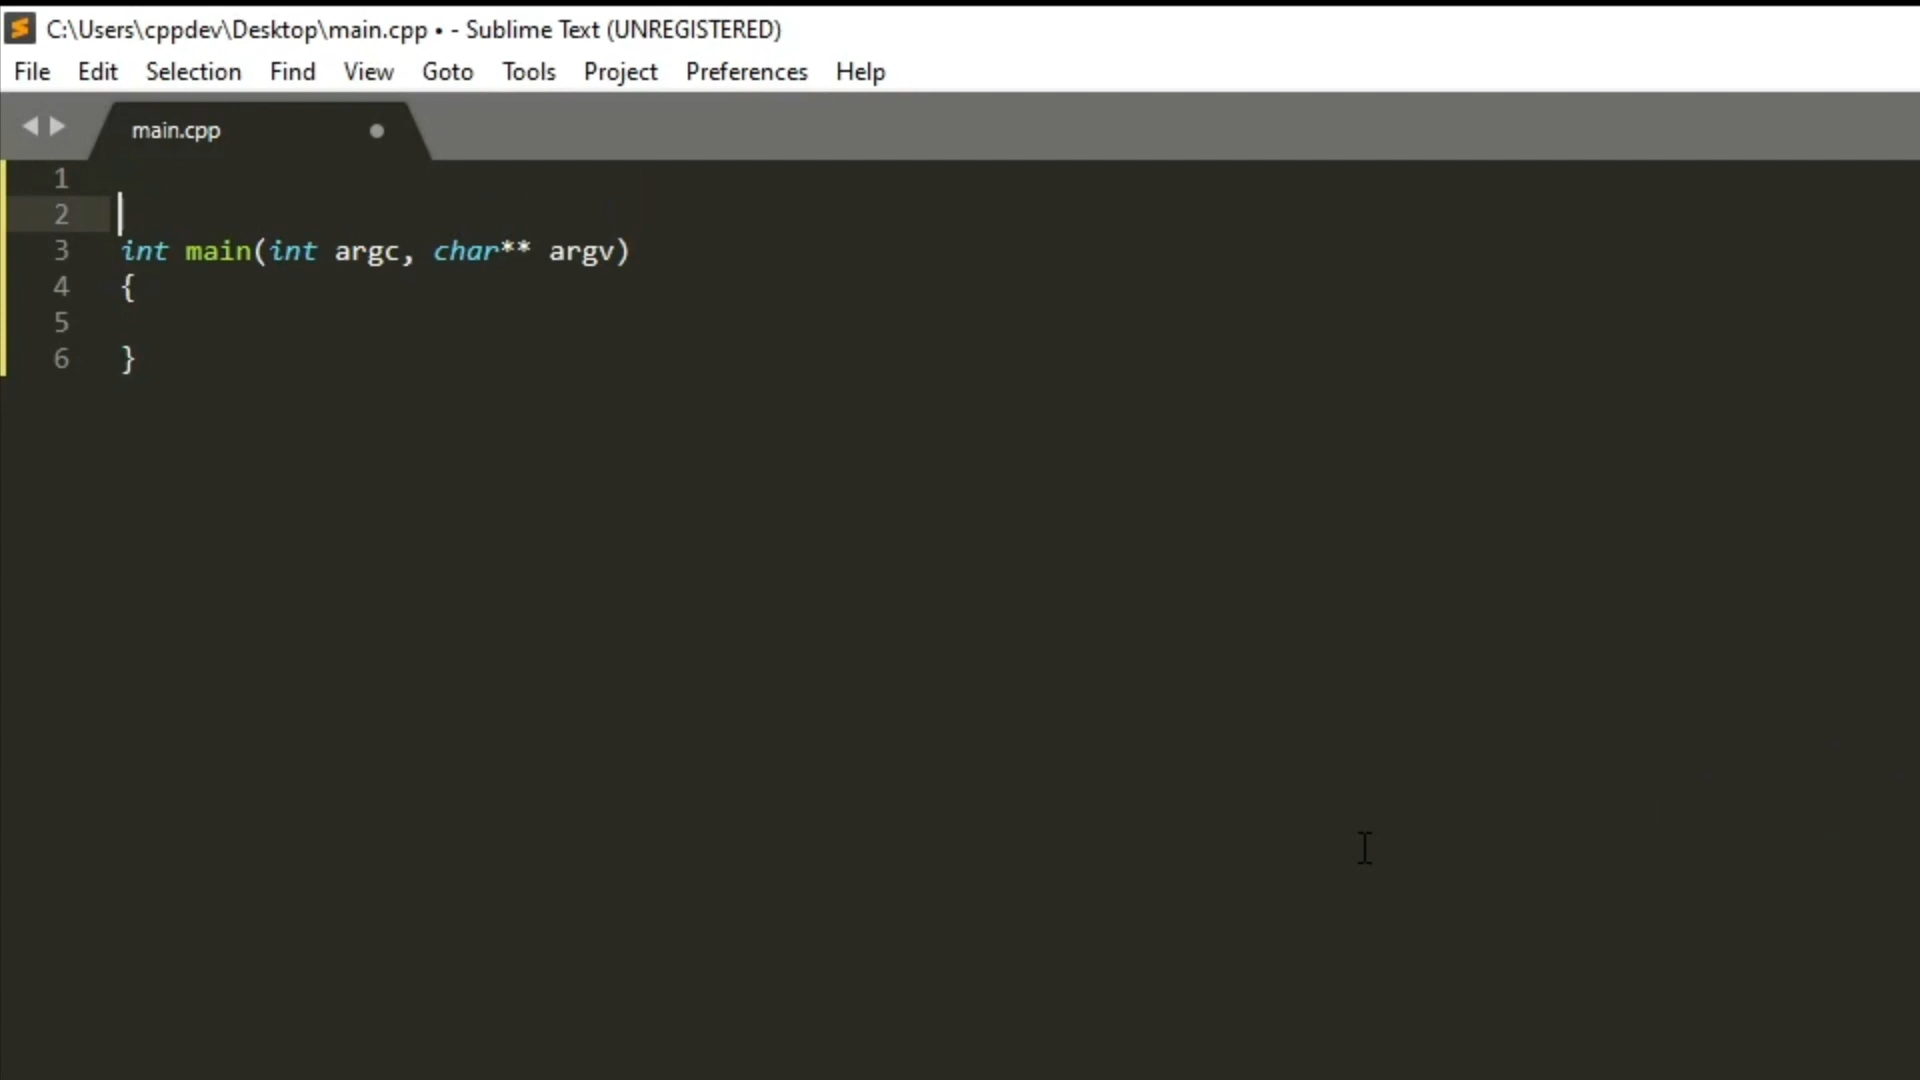 C:\Users\cppdev\Desktop\main.cpp • - Sublime Text (UNREGISTERED)
File Edit Selection Find View Goto Tools Project Preferences Help
main.cpp
1
2
3 int main(int argc, char** argv)
4 {
5
6 }